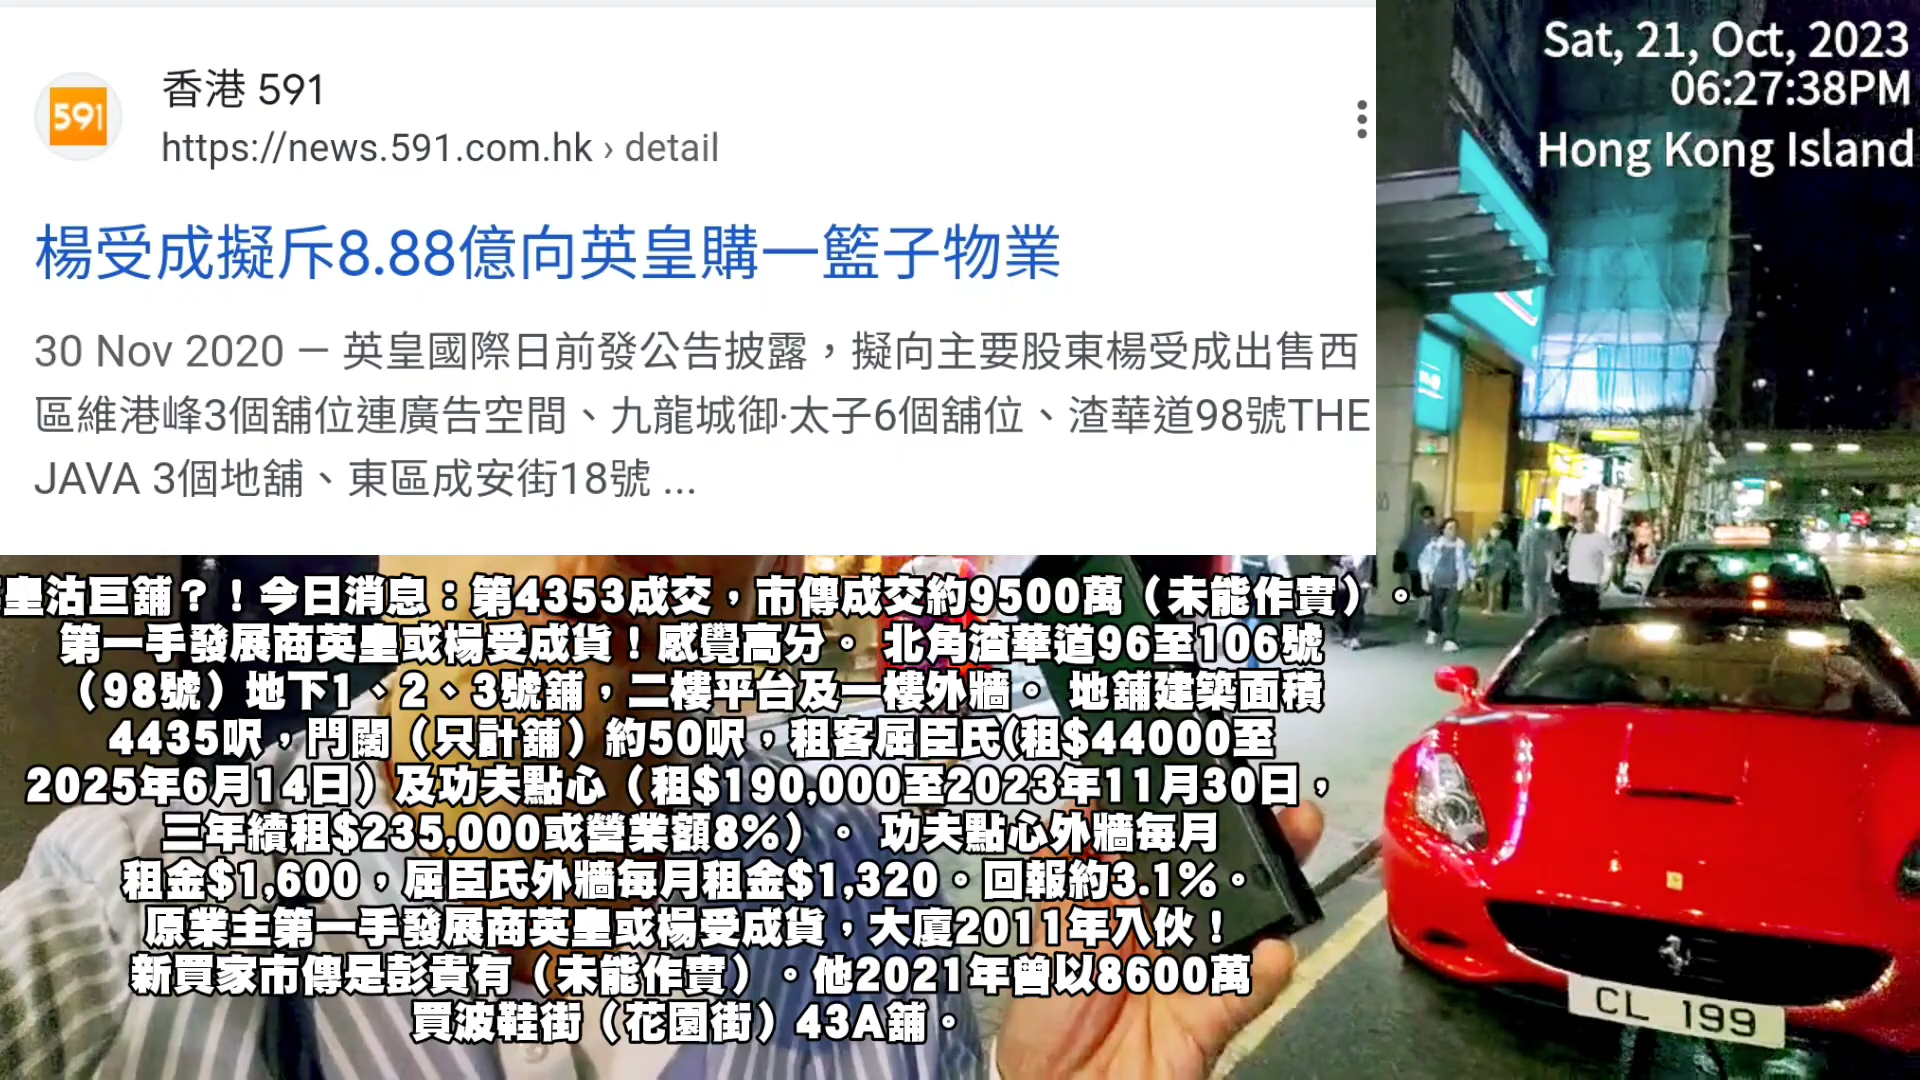 591
香港 591
https://news.591.com.hk › detail
楊受成擬斥8.88億向英皇購一籃子物業
30 Nov 2020 — 英皇國際日前發公告披露，擬向主要股東楊受成出售西
區維港峰3個舖位連廣告空間、九龍城御·太子6個舖位、渣華道98號THE
JAVA 3個地舖、東區成安街18號 ...
Sat, 21, Oct, 2023
06:27:38PM
Hong Kong Island
皇沽巨舖？！今日消息：第4353成交，市傳成交約9500萬（未能作實）。
第一手發展商英皇或楊受成貨！感覺高分。 北角渣華道96至106號
（98號）地下1、2、3號舖，二樓平台及一樓外牆。 地舖建築面積
4435呎，門闊（只計舖）約50呎，租客屈臣氏(租$44000至
2025年6月14日）及功夫點心（租$190,000至2023年11月30日，
三年續租$235,000或營業額8%）。 功夫點心外牆每月
租金$1,600，屈臣氏外牆每月租金$1,320。回報約3.1%。
原業主第一手發展商英皇或楊受成貨，大廈2011年入伙！
新買家市傳是彭貴有（未能作實）。他2021年曾以8600萬
買波鞋街（花園街）43A舖。
CL 199